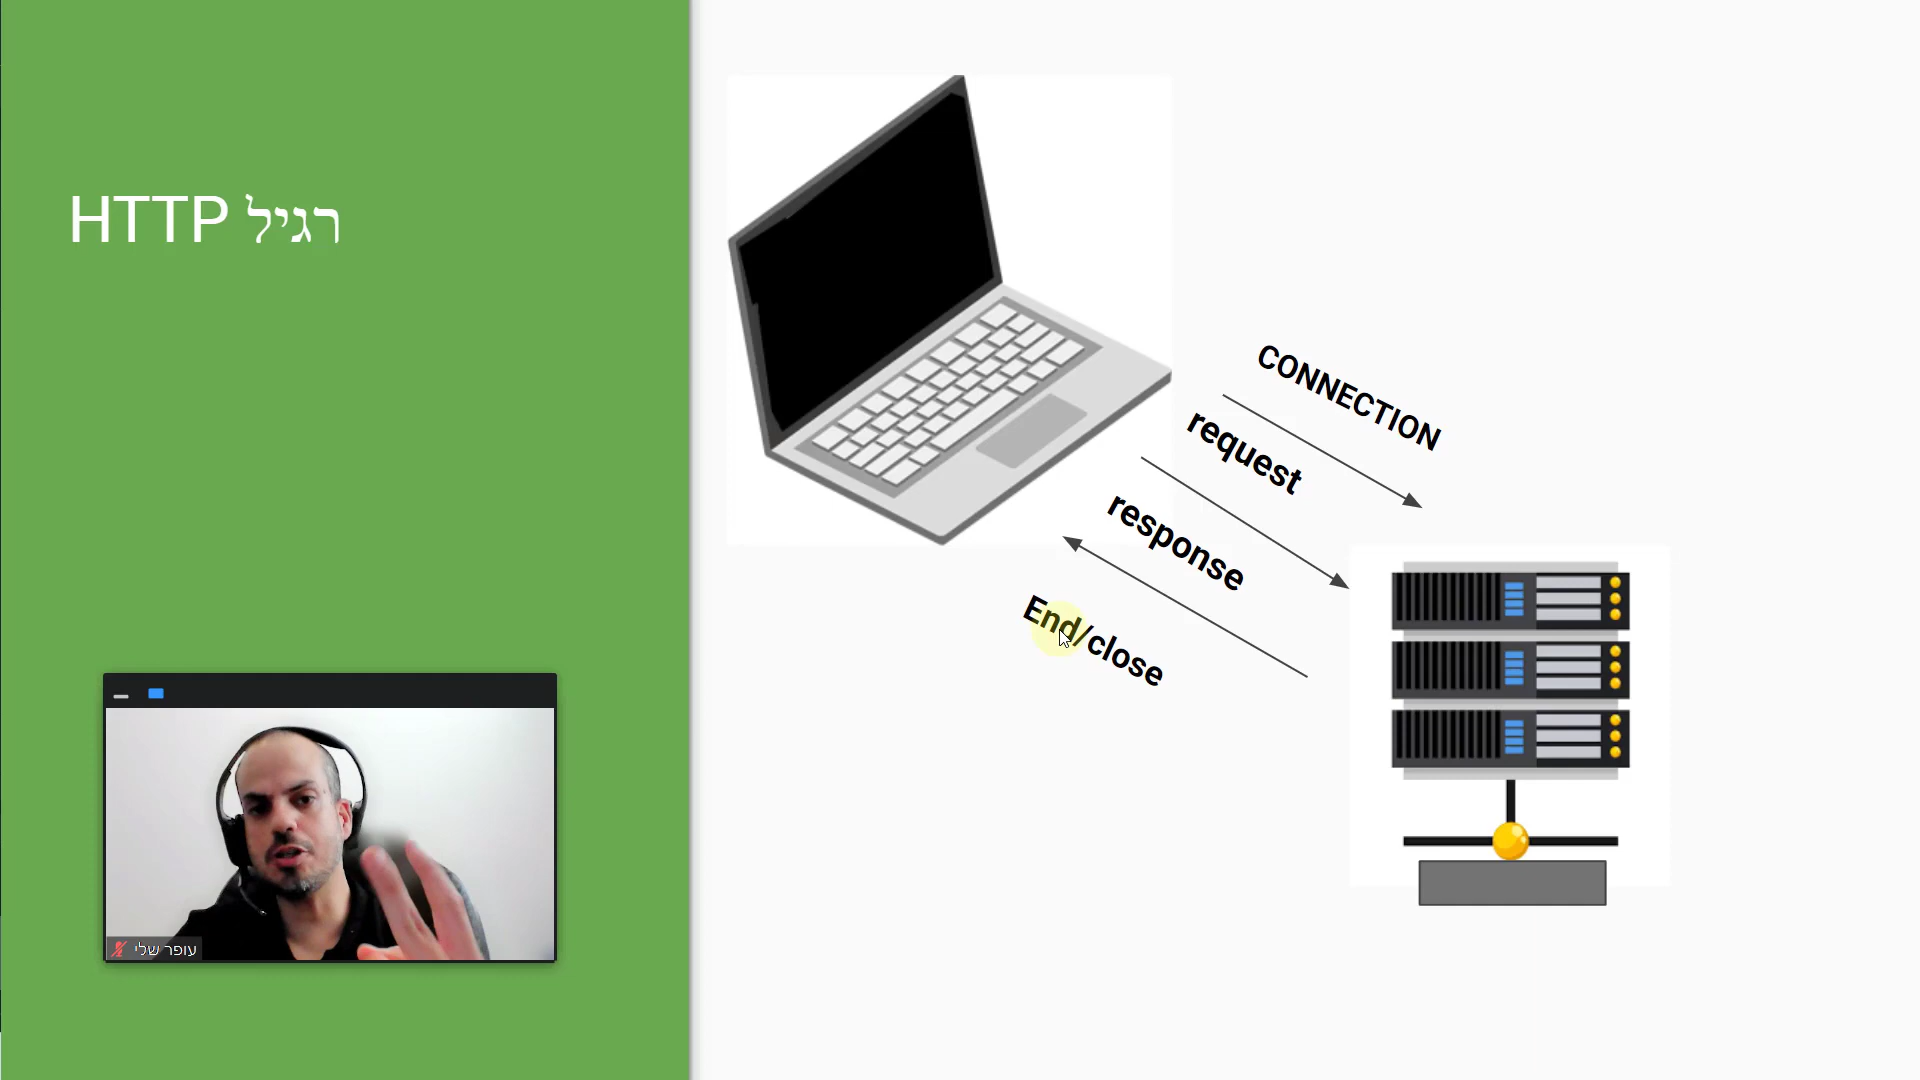 HTTP רגיל
CONNECTION
request
response
End/close
עופר שלי